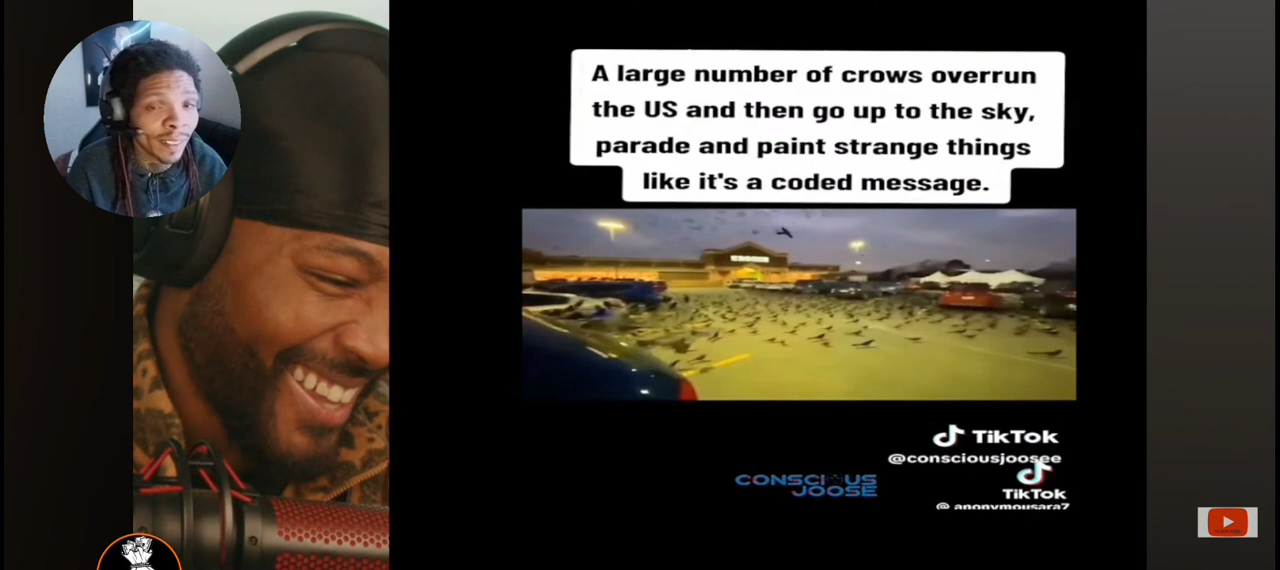 A large number of crows overrun
the US and then go up to the sky,
parade and paint strange things
like it's a coded message.
TikTok
@consciousjoosee
CONSCIOUS
JOOSE
TikTok
@ anonymousara7